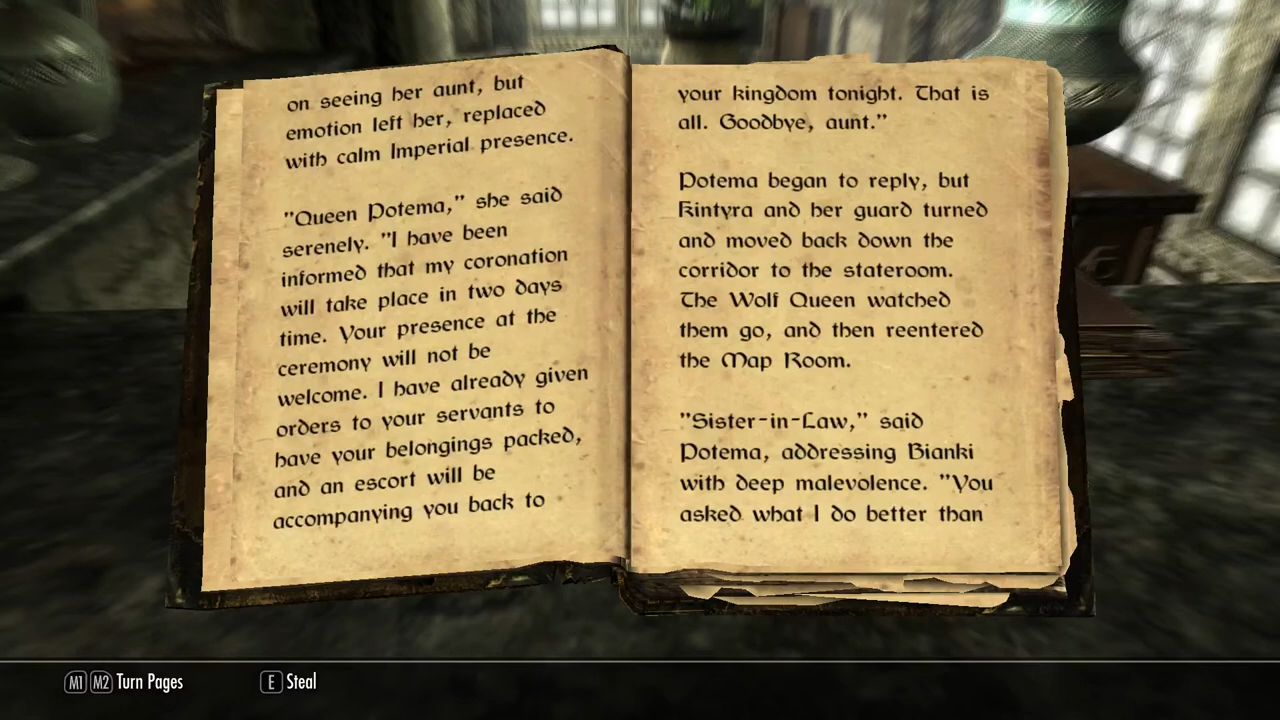 on seeing her aunt, but
emotion left her, replaced
with calm Imperial presence.
"Queen Potema," she said
serenely. "I have been
informed that my coronation
will take place in two days
time. Your presence at the
ceremony will not be
welcome. I have already given
orders to your servants to
have your belongings packed,
and an escort will be
accompanying you back to
your kingdom tonight. That is
all. Goodbye, aunt."
Potema began to reply, but
Kintyra and her guard turned
and moved back down the
corridor to the stateroom.
The Wolf Queen watched
them go, and then reentered
the Map Room.
"Sister-in-Law," said
Potema, addressing Bianki
with deep malevolence. "You
asked what I do better than
M1 M2 Turn Pages
E Steal